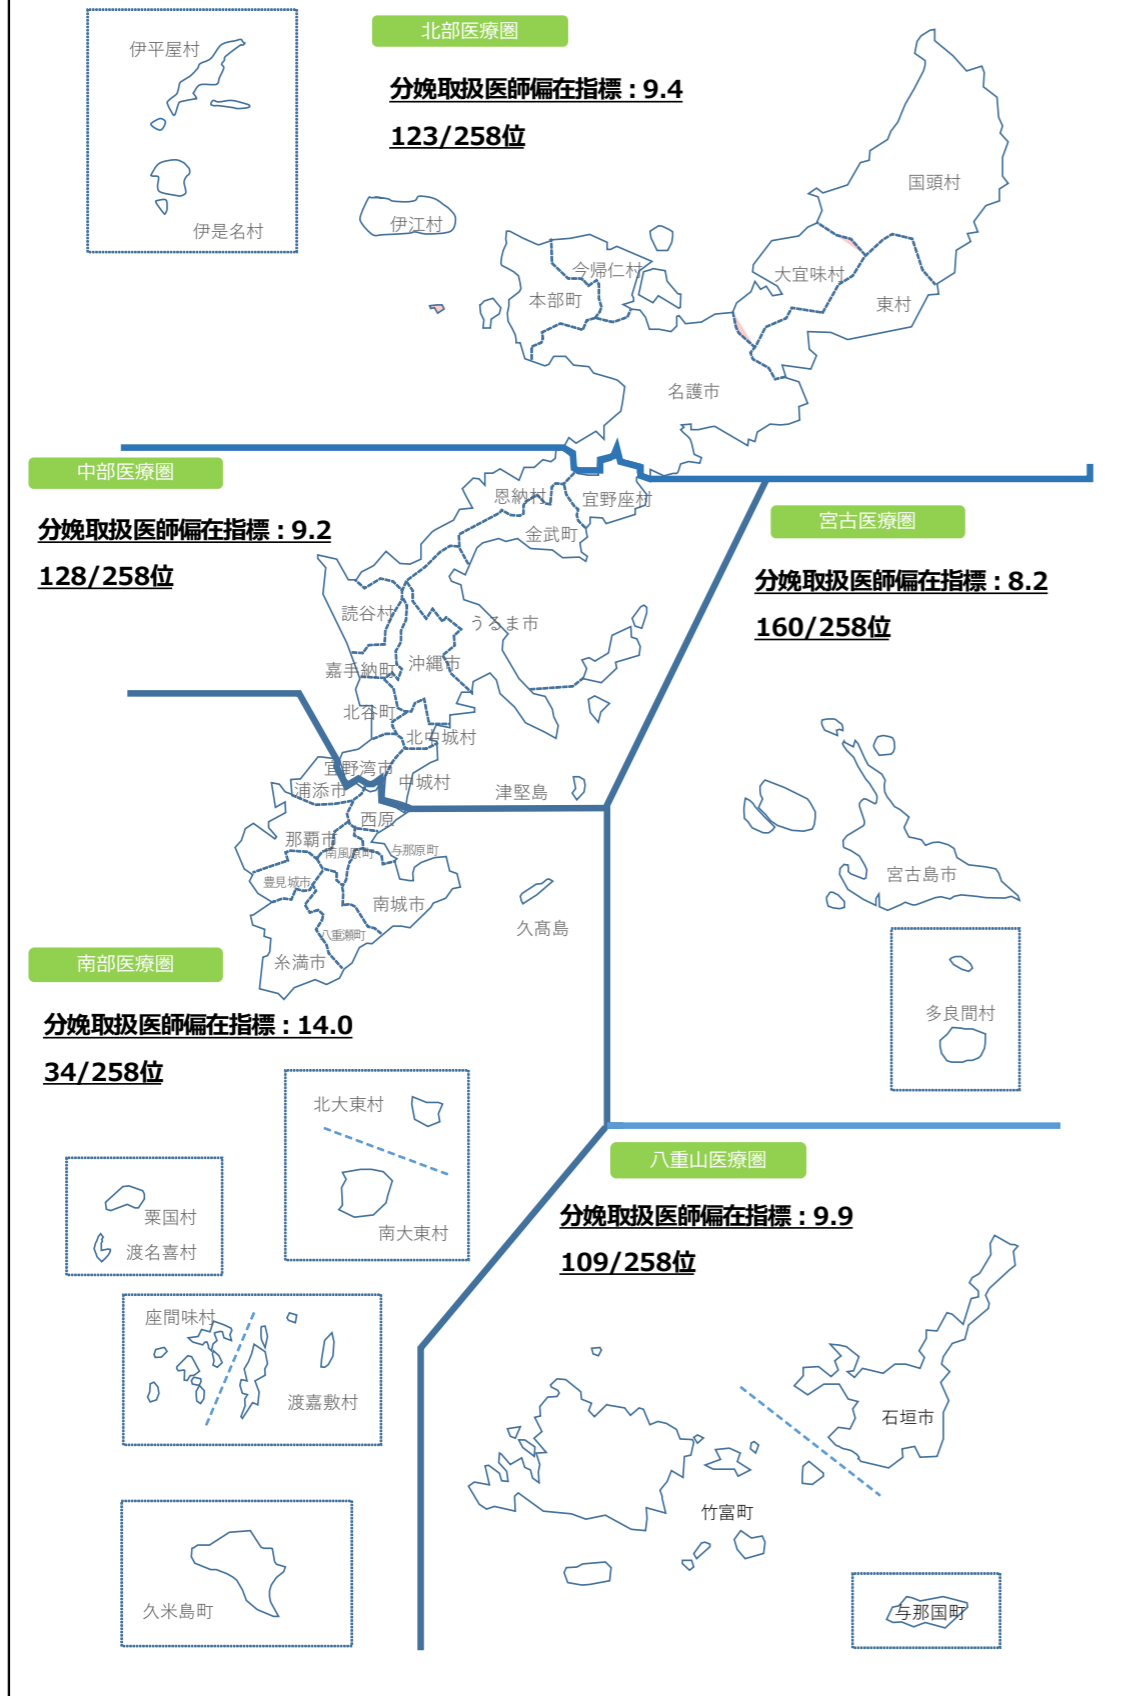 北部医療圏
分娩取扱医師偏在指標：9.4
123/258位
伊平屋村
伊是名村
伊江村
国頭村
今帰仁村
本部町
大宜味村
東村
名護市
中部医療圏
分娩取扱医師偏在指標：9.2
128/258位
恩納村
宜野座村
金武町
読谷村
うるま市
嘉手納町
沖縄市
北谷町
北中城村
宜野湾市
中城村
津堅島
宮古医療圏
分娩取扱医師偏在指標：8.2
160/258位
宮古島市
多良間村
浦添市
西原
那覇市
南風原町
与那原町
豊見城市
南城市
八重瀬町
糸満市
久高島
南部医療圏
分娩取扱医師偏在指標：14.0
34/258位
北大東村
南大東村
粟国村
渡名喜村
座間味村
渡嘉敷村
久米島町
八重山医療圏
分娩取扱医師偏在指標：9.9
109/258位
石垣市
竹富町
与那国町